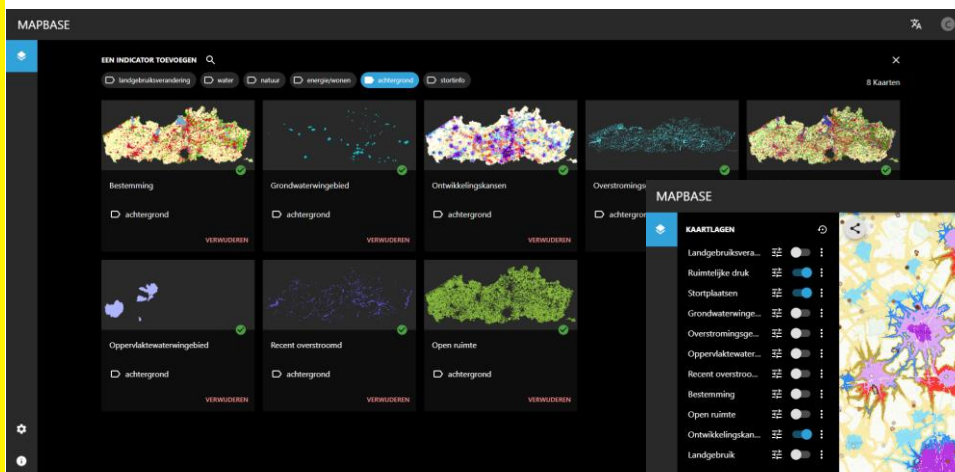 MAPBASE
EEN INDICATOR TOEVOEGEN
landgebruiksverandering water natuur energie/wonen achtergrond stortinfo
8 Kaarten
Bestemming
achtergrond
VERWIJDEREN
Grondwaterwingebied
achtergrond
VERWIJDEREN
Ontwikkelingskansen
achtergrond
VERWIJDEREN
Overstromings
achtergron
Oppervlaktewaterwingebied
achtergrond
VERWIJDEREN
Recent overstroomd
achtergrond
VERWIJDEREN
Open ruimte
achtergrond
VERWIJDEREN
MAPBASE
KAARTLAGEN
Landgebruiksvera...
Ruimtelijke druk
Stortplaatsen
Grondwaterwinge...
Overstromingsge...
Oppervlaktewater...
Recent overstroo...
Bestemming
Open ruimte
Ontwikkelingskan...
Landgebruik